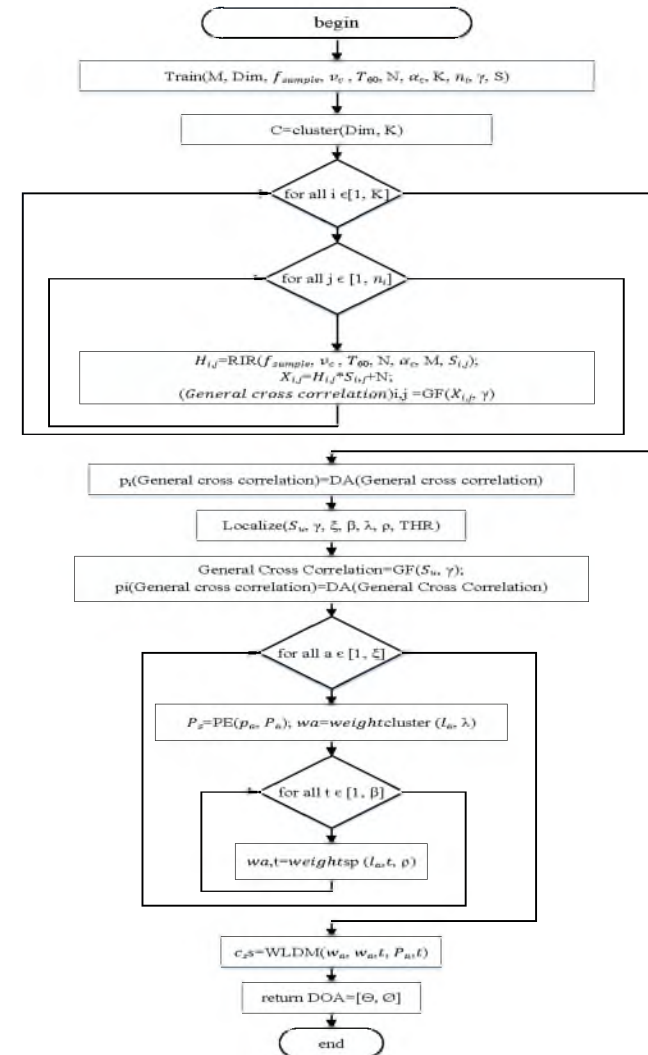 begin
Train(M, Dim, f_sample, v_c , T_60, N, α_c, K, n_i, γ, S)
C=cluster(Dim, K)
for all i ϵ[1, K]
for all j ϵ [1, n_i]
H_i,j=RIR(f_sample, v_c , T_60, N, α_c, M, S_i,j);
X_i,j=H_i,j*S_i,j+N;
(General cross correlation)i,j =GF(X_i,j, γ)
p_i(General cross correlation)=DA(General cross correlation)
Localize(S_u, γ, ξ, β, λ, ρ, THR)
General Cross Correlation=GF(S_u, γ);
pi(General cross correlation)=DA(General Cross Correlation)
for all a ϵ [1, ξ]
P_s=PE(p_a, P_a); wa=weightcluster (l_a, λ)
for all t ϵ [1, β]
wa,t=weightsp (l_a,t, ρ)
c_ss=WLDM(w_a, w_a,t, P_a,t)
return DOA=[Θ, Ø]
end